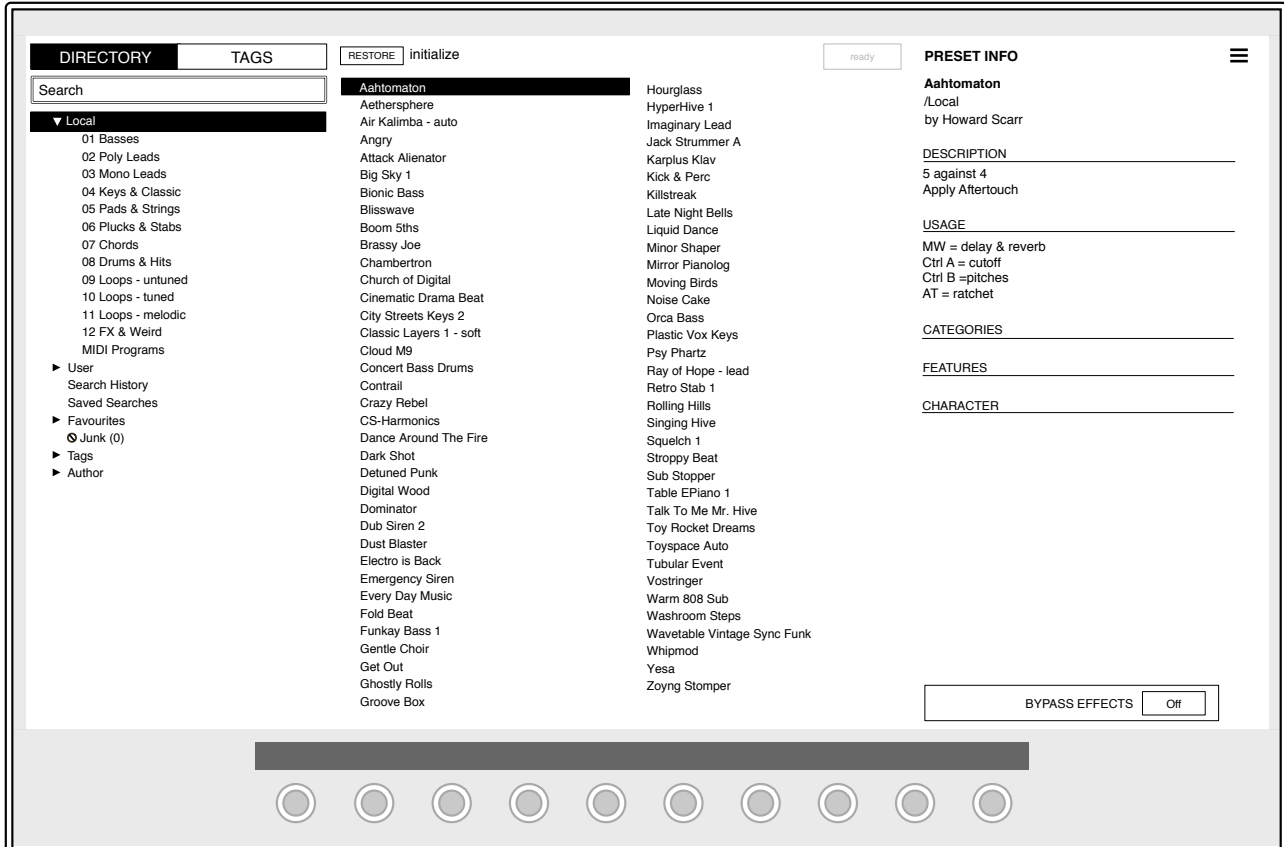 DIRECTORY
TAGS
Search
▼ Local
01 Basses
02 Poly Leads
03 Mono Leads
04 Keys & Classic
05 Pads & Strings
06 Plucks & Stabs
07 Chords
08 Drums & Hits
09 Loops - untuned
10 Loops - tuned
11 Loops - melodic
12 FX & Weird
MIDI Programs
► User
Search History
Saved Searches
► Favourites
Junk (0)
► Tags
► Author
RESTORE initialize
ready
Aahtomaton
Aethersphere
Air Kalimba - auto
Angry
Attack Alienator
Big Sky 1
Bionic Bass
Blisswave
Boom 5ths
Brassy Joe
Chambertron
Church of Digital
Cinematic Drama Beat
City Streets Keys 2
Classic Layers 1 - soft
Cloud M9
Concert Bass Drums
Contrail
Crazy Rebel
CS-Harmonics
Dance Around The Fire
Dark Shot
Detuned Punk
Digital Wood
Dominator
Dub Siren 2
Dust Blaster
Electro is Back
Emergency Siren
Every Day Music
Fold Beat
Funkay Bass 1
Gentle Choir
Get Out
Ghostly Rolls
Groove Box
Hourglass
HyperHive 1
Imaginary Lead
Jack Strummer A
Karplus Klav
Kick & Perc
Killstreak
Late Night Bells
Liquid Dance
Minor Shaper
Mirror Pianolog
Moving Birds
Noise Cake
Orca Bass
Plastic Vox Keys
Psy Phartz
Ray of Hope - lead
Retro Stab 1
Rolling Hills
Singing Hive
Squelch 1
Stroppy Beat
Sub Stopper
Table EPiano 1
Talk To Me Mr. Hive
Toy Rocket Dreams
Toyspace Auto
Tubular Event
Vostringer
Warm 808 Sub
Washroom Steps
Wavetable Vintage Sync Funk
Whipmod
Yesa
Zoyng Stomper
PRESET INFO
Aahtomaton
/Local
by Howard Scarr
DESCRIPTION
5 against 4
Apply Aftertouch
USAGE
MW = delay & reverb
Ctrl A = cutoff
Ctrl B =pitches
AT = ratchet
CATEGORIES
FEATURES
CHARACTER
BYPASS EFFECTS Off